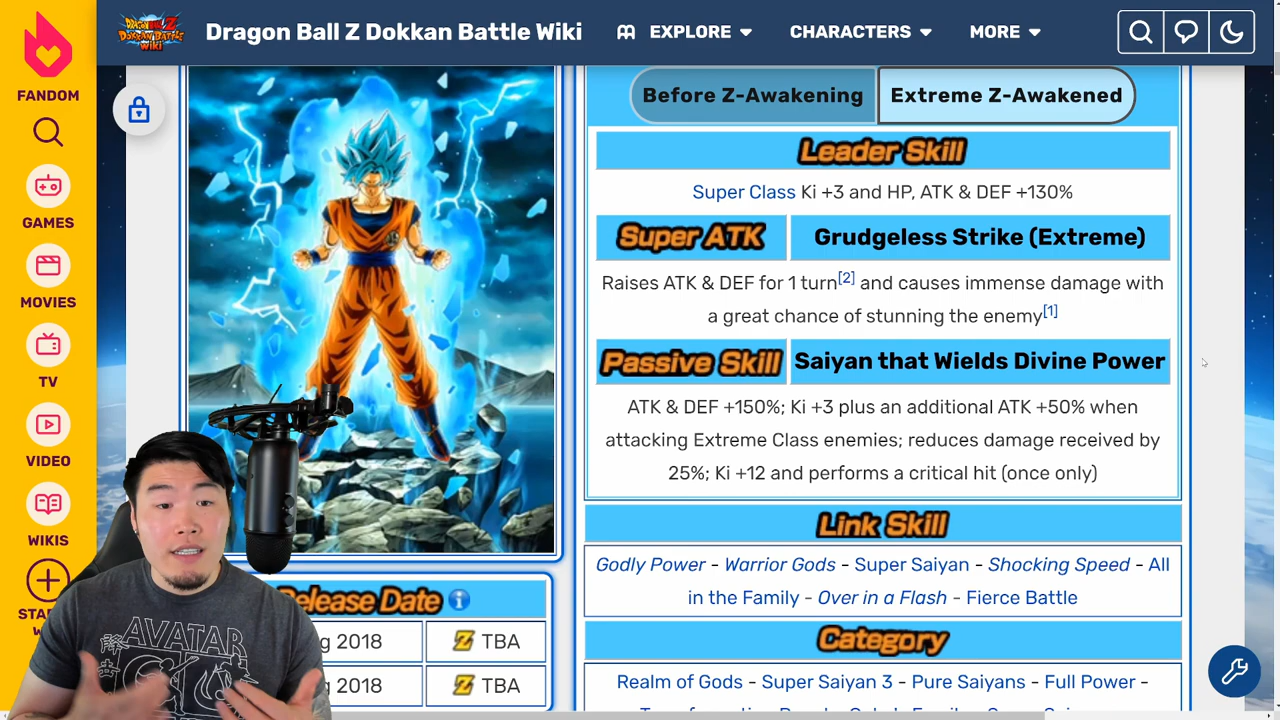 Dragon Ball Z Dokkan Battle Wiki
EXPLORE
CHARACTERS
MORE
FANDOM
GAMES
MOVIES
TV
VIDEO
WIKIS
Before Z-Awakening
Extreme Z-Awakened
Leader Skill
Super Class Ki +3 and HP, ATK & DEF +130%
Super ATK
Grudgeless Strike (Extreme)
Raises ATK & DEF for 1 turn[2] and causes immense damage with
a great chance of stunning the enemy[1]
Passive Skill
Saiyan that Wields Divine Power
ATK & DEF +150%; Ki +3 plus an additional ATK +50% when
attacking Extreme Class enemies; reduces damage received by
25%; Ki +12 and performs a critical hit (once only)
Link Skill
Godly Power - Warrior Gods - Super Saiyan - Shocking Speed - All
in the Family - Over in a Flash - Fierce Battle
Category
Realm of Gods - Super Saiyan 3 - Pure Saiyans - Full Power -
Release Date
2018
Z TBA
2018
Z TBA
AVATAR